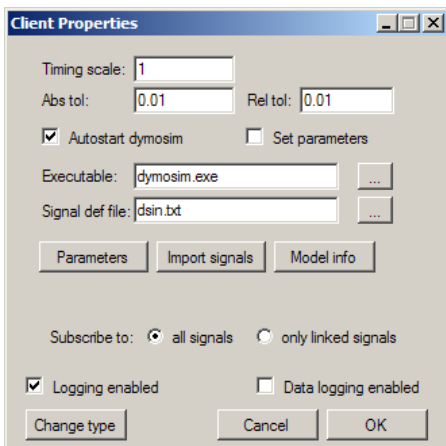 Client Properties
Timing scale: 1
Abs tol: 0.01 Rel tol: 0.01
Autostart dymosim Set parameters
Executable: dymosim.exe ...
Signal def file: dsin.txt ...
Parameters Import signals Model info
Subscribe to: all signals only linked signals
Logging enabled Data logging enabled
Change type Cancel OK